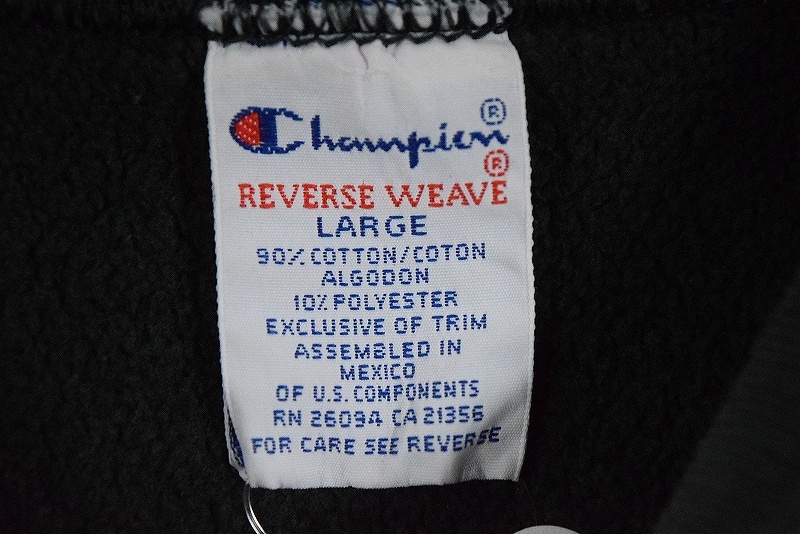 Champion ®
REVERSE WEAVE ®
LARGE
90% COTTON/COTON
ALGODON
10% POLYESTER
EXCLUSIVE OF TRIM
ASSEMBLED IN
MEXICO
OF U.S. COMPONENTS
RN 26094 CA 21356
FOR CARE SEE REVERSE